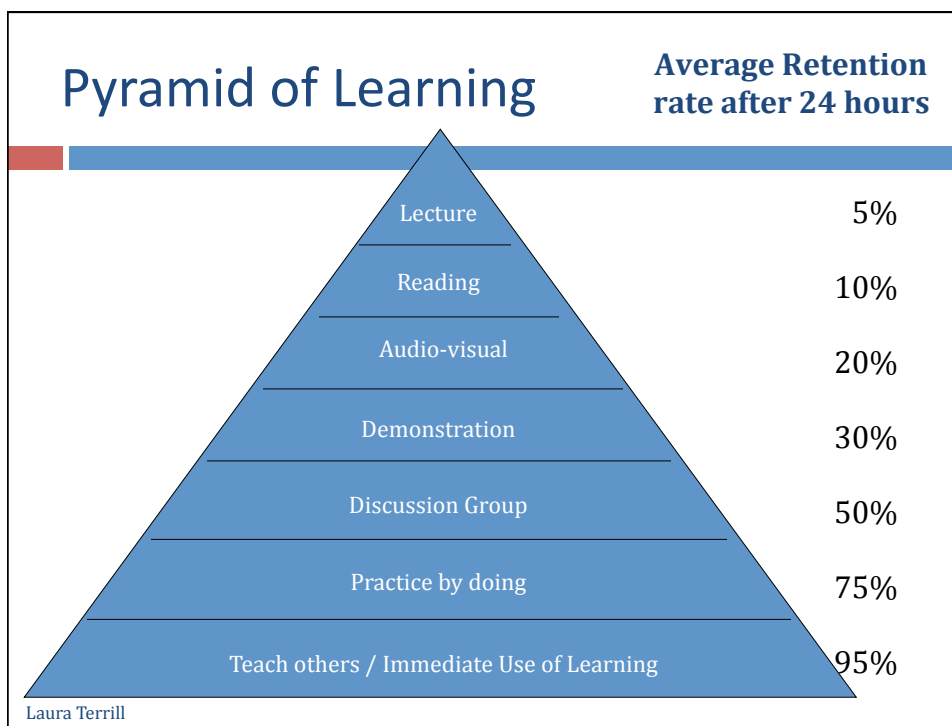 Pyramid of Learning
Average Retention
rate after 24 hours
Lecture 5%
Reading 10%
Audio-visual 20%
Demonstration 30%
Discussion Group 50%
Practice by doing 75%
Teach others / Immediate Use of Learning 95%
Laura Terrill